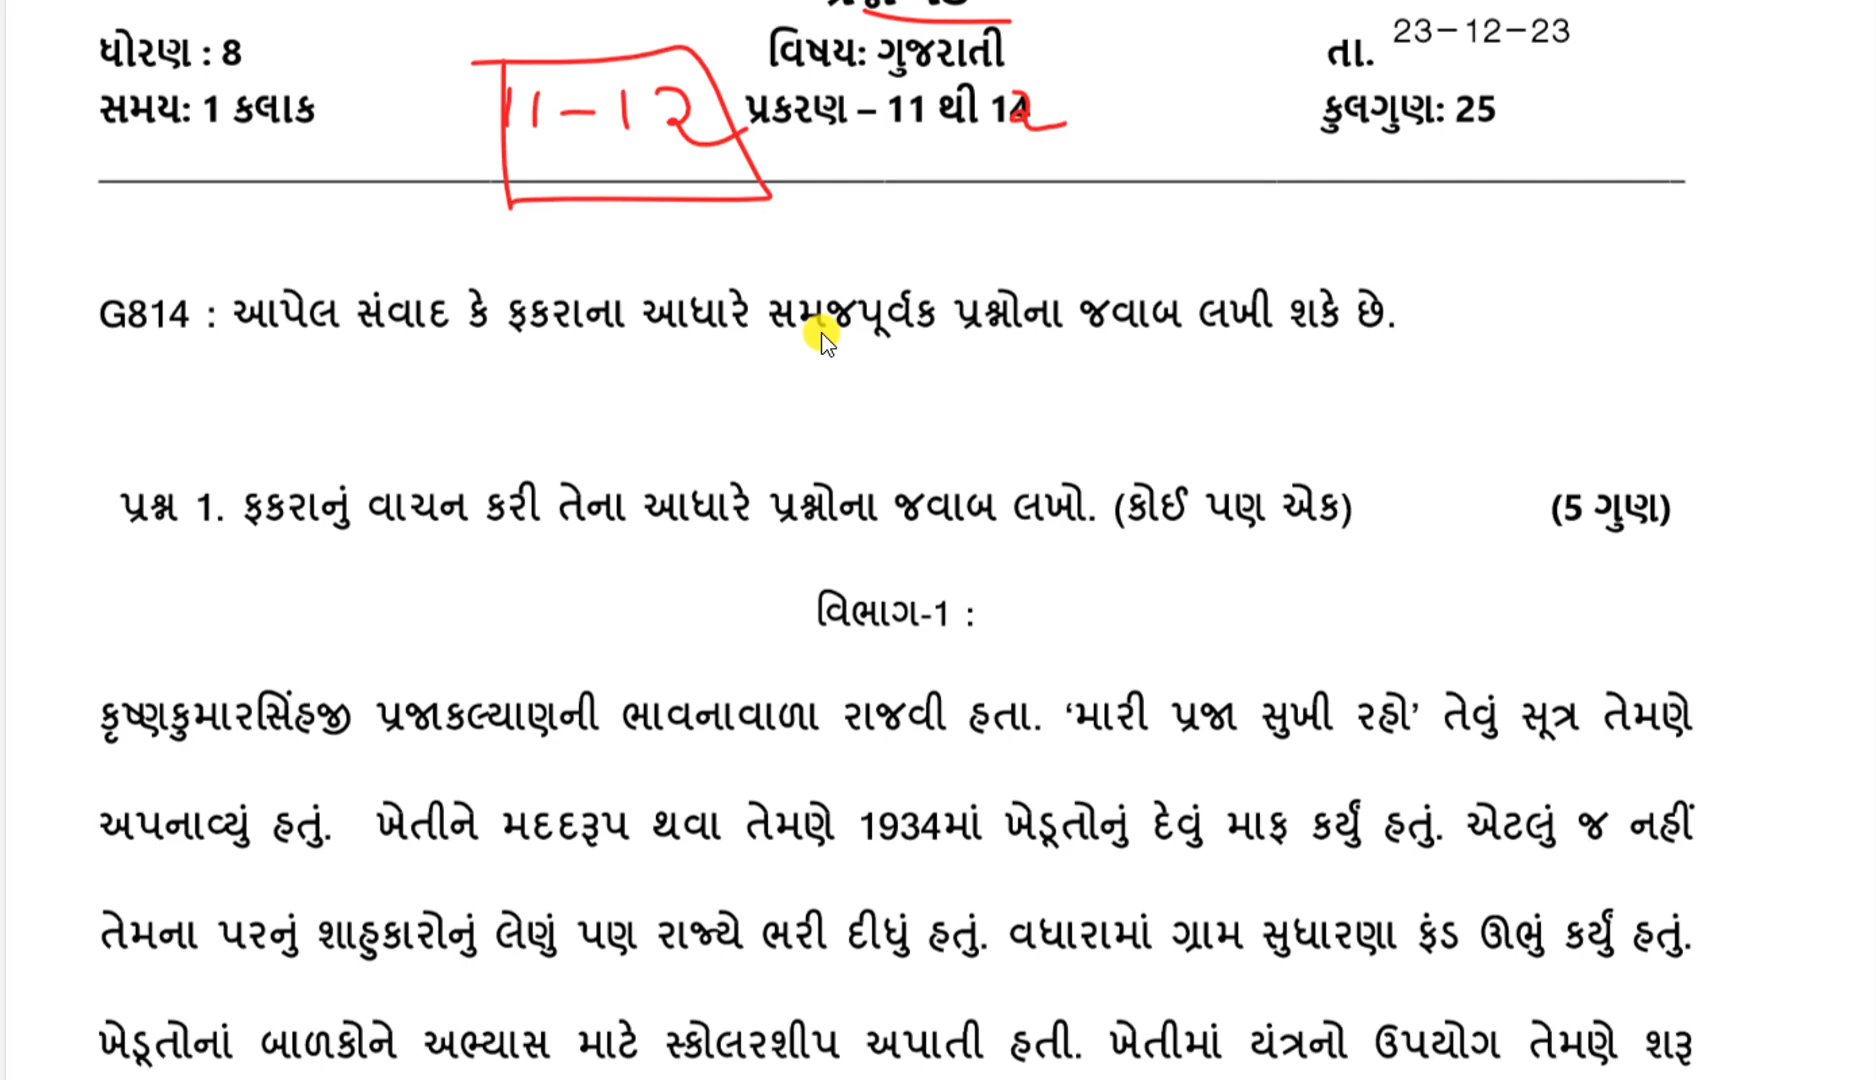 ધોરણ : 8 વિષય: ગુજરાતી તા. 23-12-23
સમય: 1 કલાક 11-12 પ્રકરણ – 11 થી 12 કુલગુણ: 25
G814 : આપેલ સંવાદ કે ફકરાના આધારે સમજપૂર્વક પ્રશ્નોના જવાબ લખી શકે છે.
પ્રશ્ન 1. ફકરાનું વાચન કરી તેના આધારે પ્રશ્નોના જવાબ લખો. (કોઈ પણ એક) (5 ગુણ)
વિભાગ-1 :
કૃષ્ણકુમારસિંહજી પ્રજાકલ્યાણની ભાવનાવાળા રાજવી હતા. ‘મારી પ્રજા સુખી રહો’ તેવું સૂત્ર તેમણે
અપનાવ્યું હતું. ખેતીને મદદરૂપ થવા તેમણે 1934માં ખેડૂતોનું દેવું માફ કર્યું હતું. એટલું જ નહીં
તેમના પરનું શાહુકારોનું લેણું પણ રાજ્યે ભરી દીધું હતું. વધારામાં ગ્રામ સુધારણા ફંડ ઊભું કર્યું હતું.
ખેડૂતોનાં બાળકોને અભ્યાસ માટે સ્કોલરશીપ અપાતી હતી. ખેતીમાં યંત્રનો ઉપયોગ તેમણે શરૂ